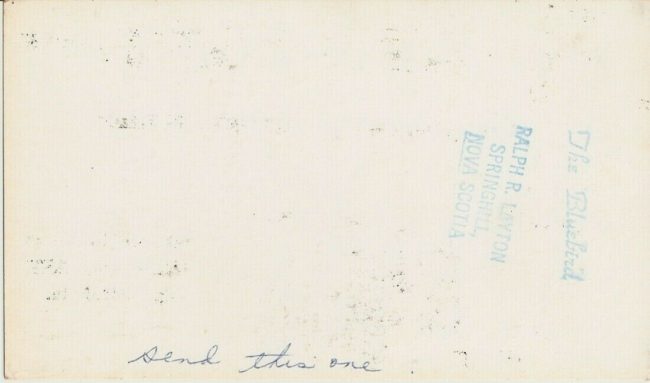 The Bluebird
RALPH R. LAYTON
SPRINGHILL,
NOVA SCOTIA
send this one